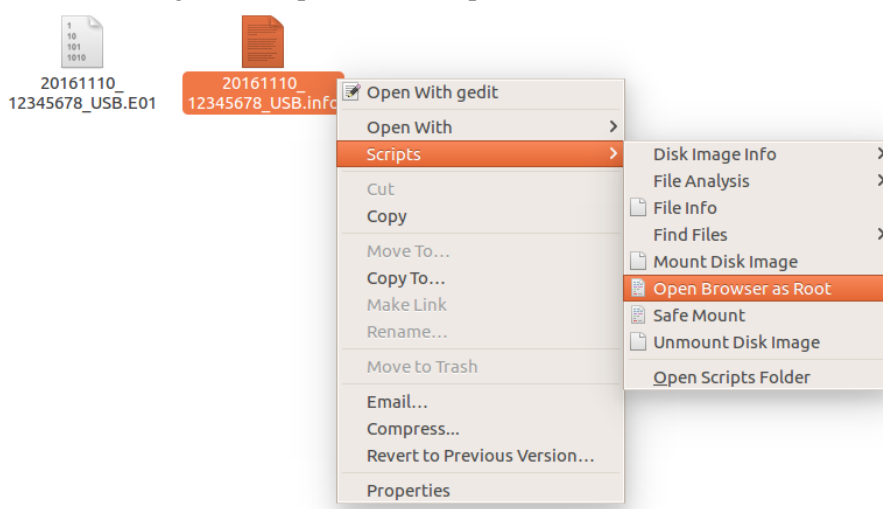 1
10
101
1010
20161110_
12345678_USB.E01
20161110_
12345678_USB.info
Open With gedit
Open With
Scripts
Cut
Copy
Move To...
Copy To...
Make Link
Rename...
Move to Trash
Email...
Compress...
Revert to Previous Version...
Properties
Disk Image Info
File Analysis
File Info
Find Files
Mount Disk Image
Open Browser as Root
Safe Mount
Unmount Disk Image
Open Scripts Folder